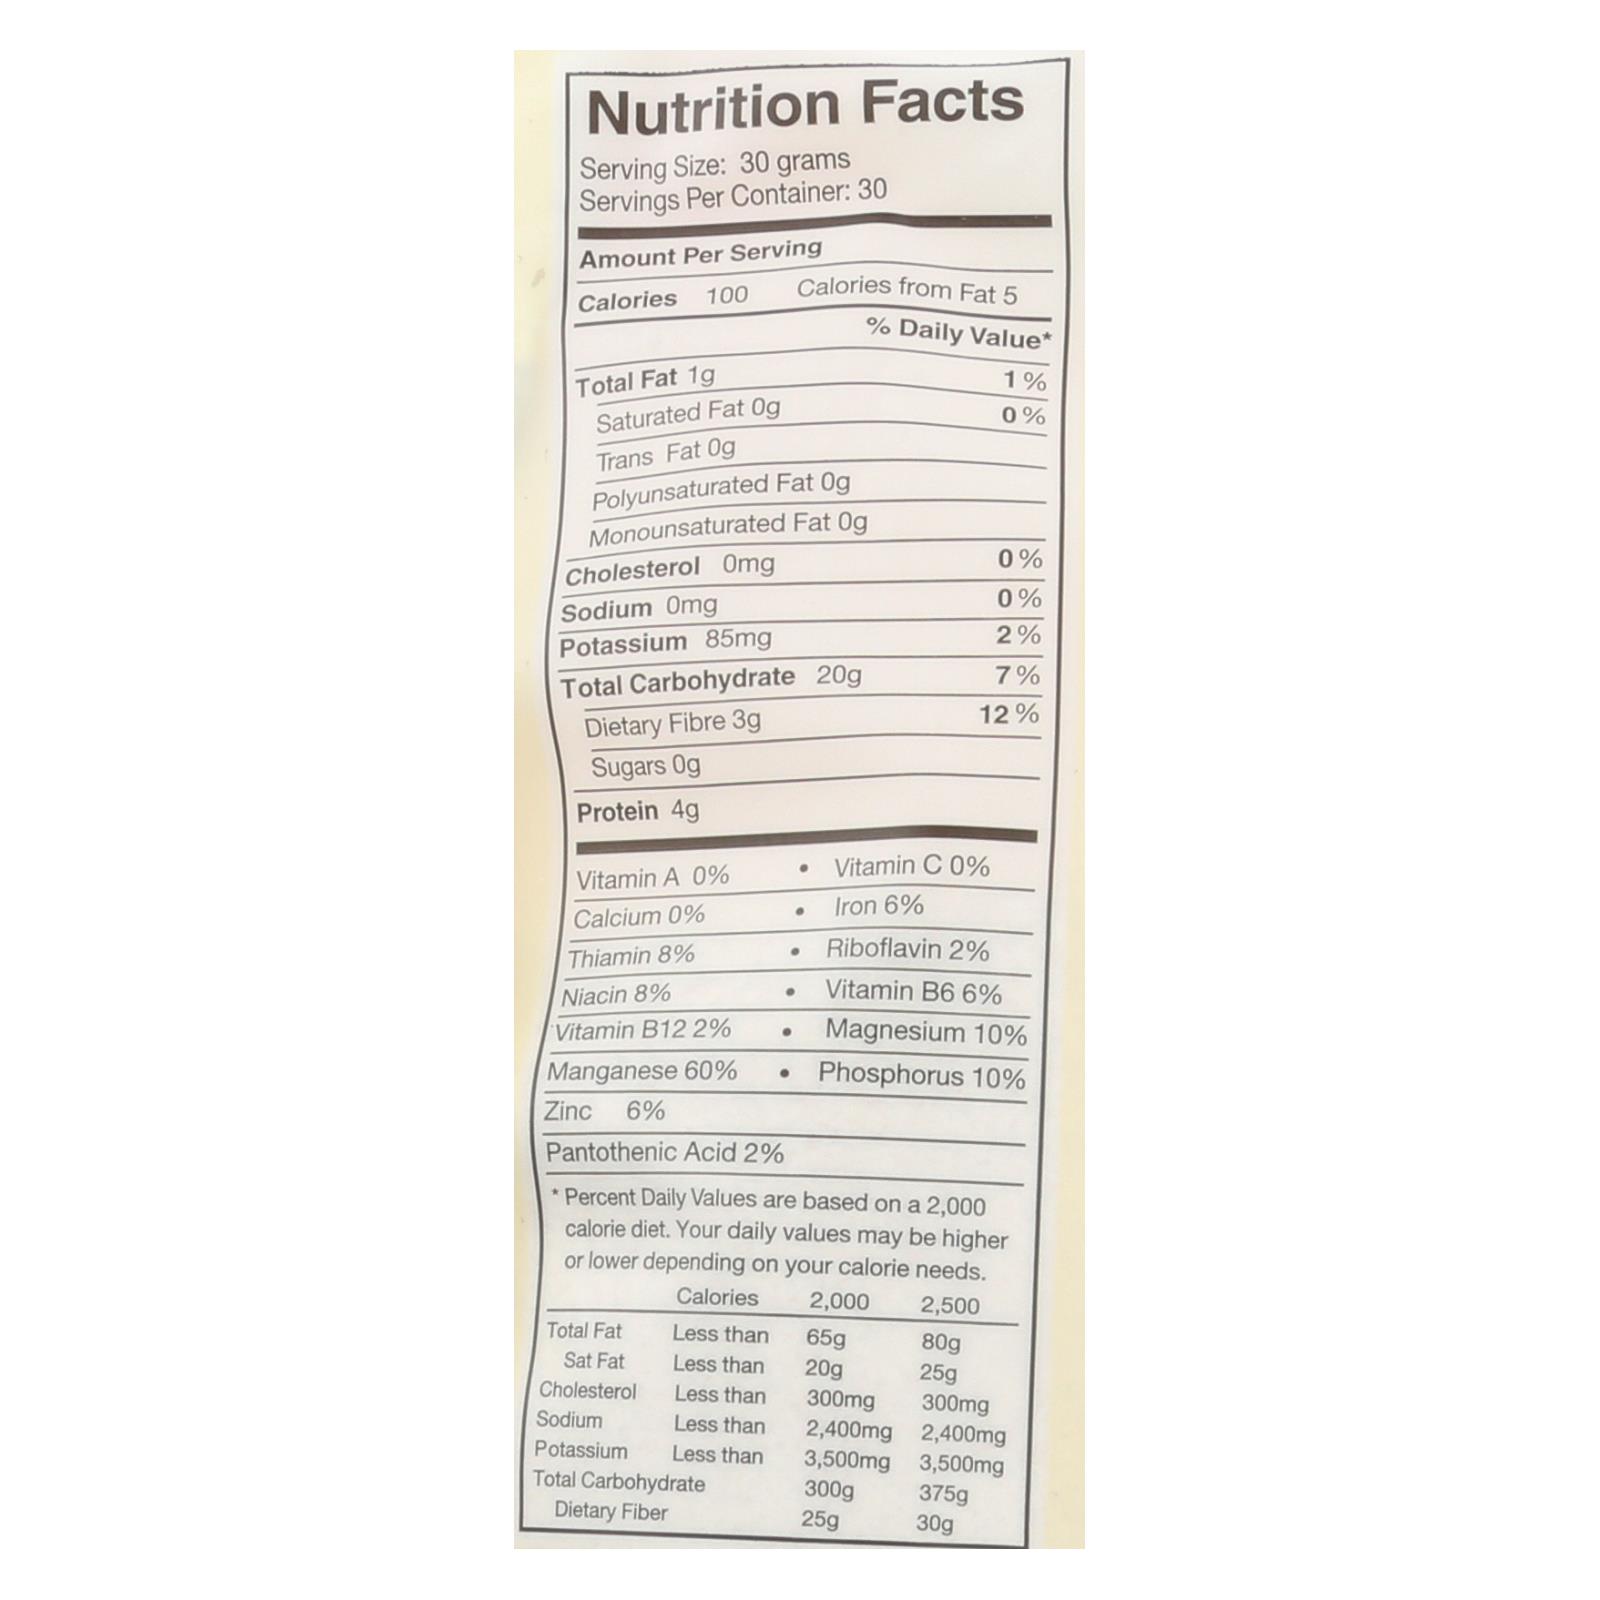 Nutrition Facts
Serving Size: 30 grams
Servings Per Container: 30
Amount Per Serving
Calories 100 Calories from Fat 5
% Daily Value*
Total Fat 1g 1 %
Saturated Fat 0g 0 %
Trans Fat 0g
Polyunsaturated Fat 0g
Monounsaturated Fat 0g
Cholesterol 0mg 0 %
Sodium 0mg 0 %
Potassium 85mg 2 %
Total Carbohydrate 20g 7 %
Dietary Fibre 3g 12 %
Sugars 0g
Protein 4g
Vitamin A 0% • Vitamin C 0%
Calcium 0% • Iron 6%
Thiamin 8% • Riboflavin 2%
Niacin 8% • Vitamin B6 6%
Vitamin B12 2% • Magnesium 10%
Manganese 60% • Phosphorus 10%
Zinc 6%
Pantothenic Acid 2%
* Percent Daily Values are based on a 2,000
calorie diet. Your daily values may be higher
or lower depending on your calorie needs.
Calories 2,000 2,500
Total Fat Less than 65g 80g
Sat Fat Less than 20g 25g
Cholesterol Less than 300mg 300mg
Sodium Less than 2,400mg 2,400mg
Potassium Less than 3,500mg 3,500mg
Total Carbohydrate 300g 375g
Dietary Fiber 25g 30g